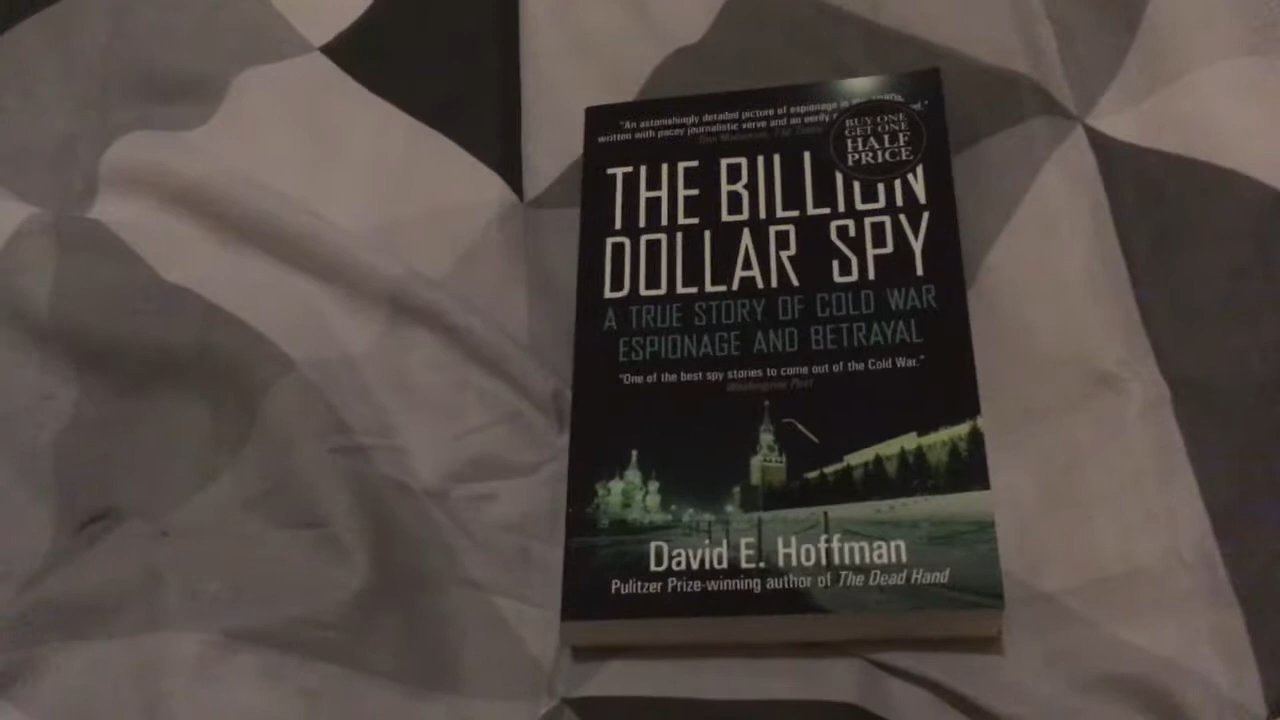 "An astonishingly detailed picture of espionage in the
written with pacey journalistic verve and an eerily
BUY ONE
GET ONE
HALF
PRICE
THE BILLION
DOLLAR SPY
A TRUE STORY OF COLD WAR
ESPIONAGE AND BETRAYAL
"One of the best spy stories to come out of the Cold War."
Washington Post
David E. Hoffman
Pulitzer Prize-winning author of The Dead Hand